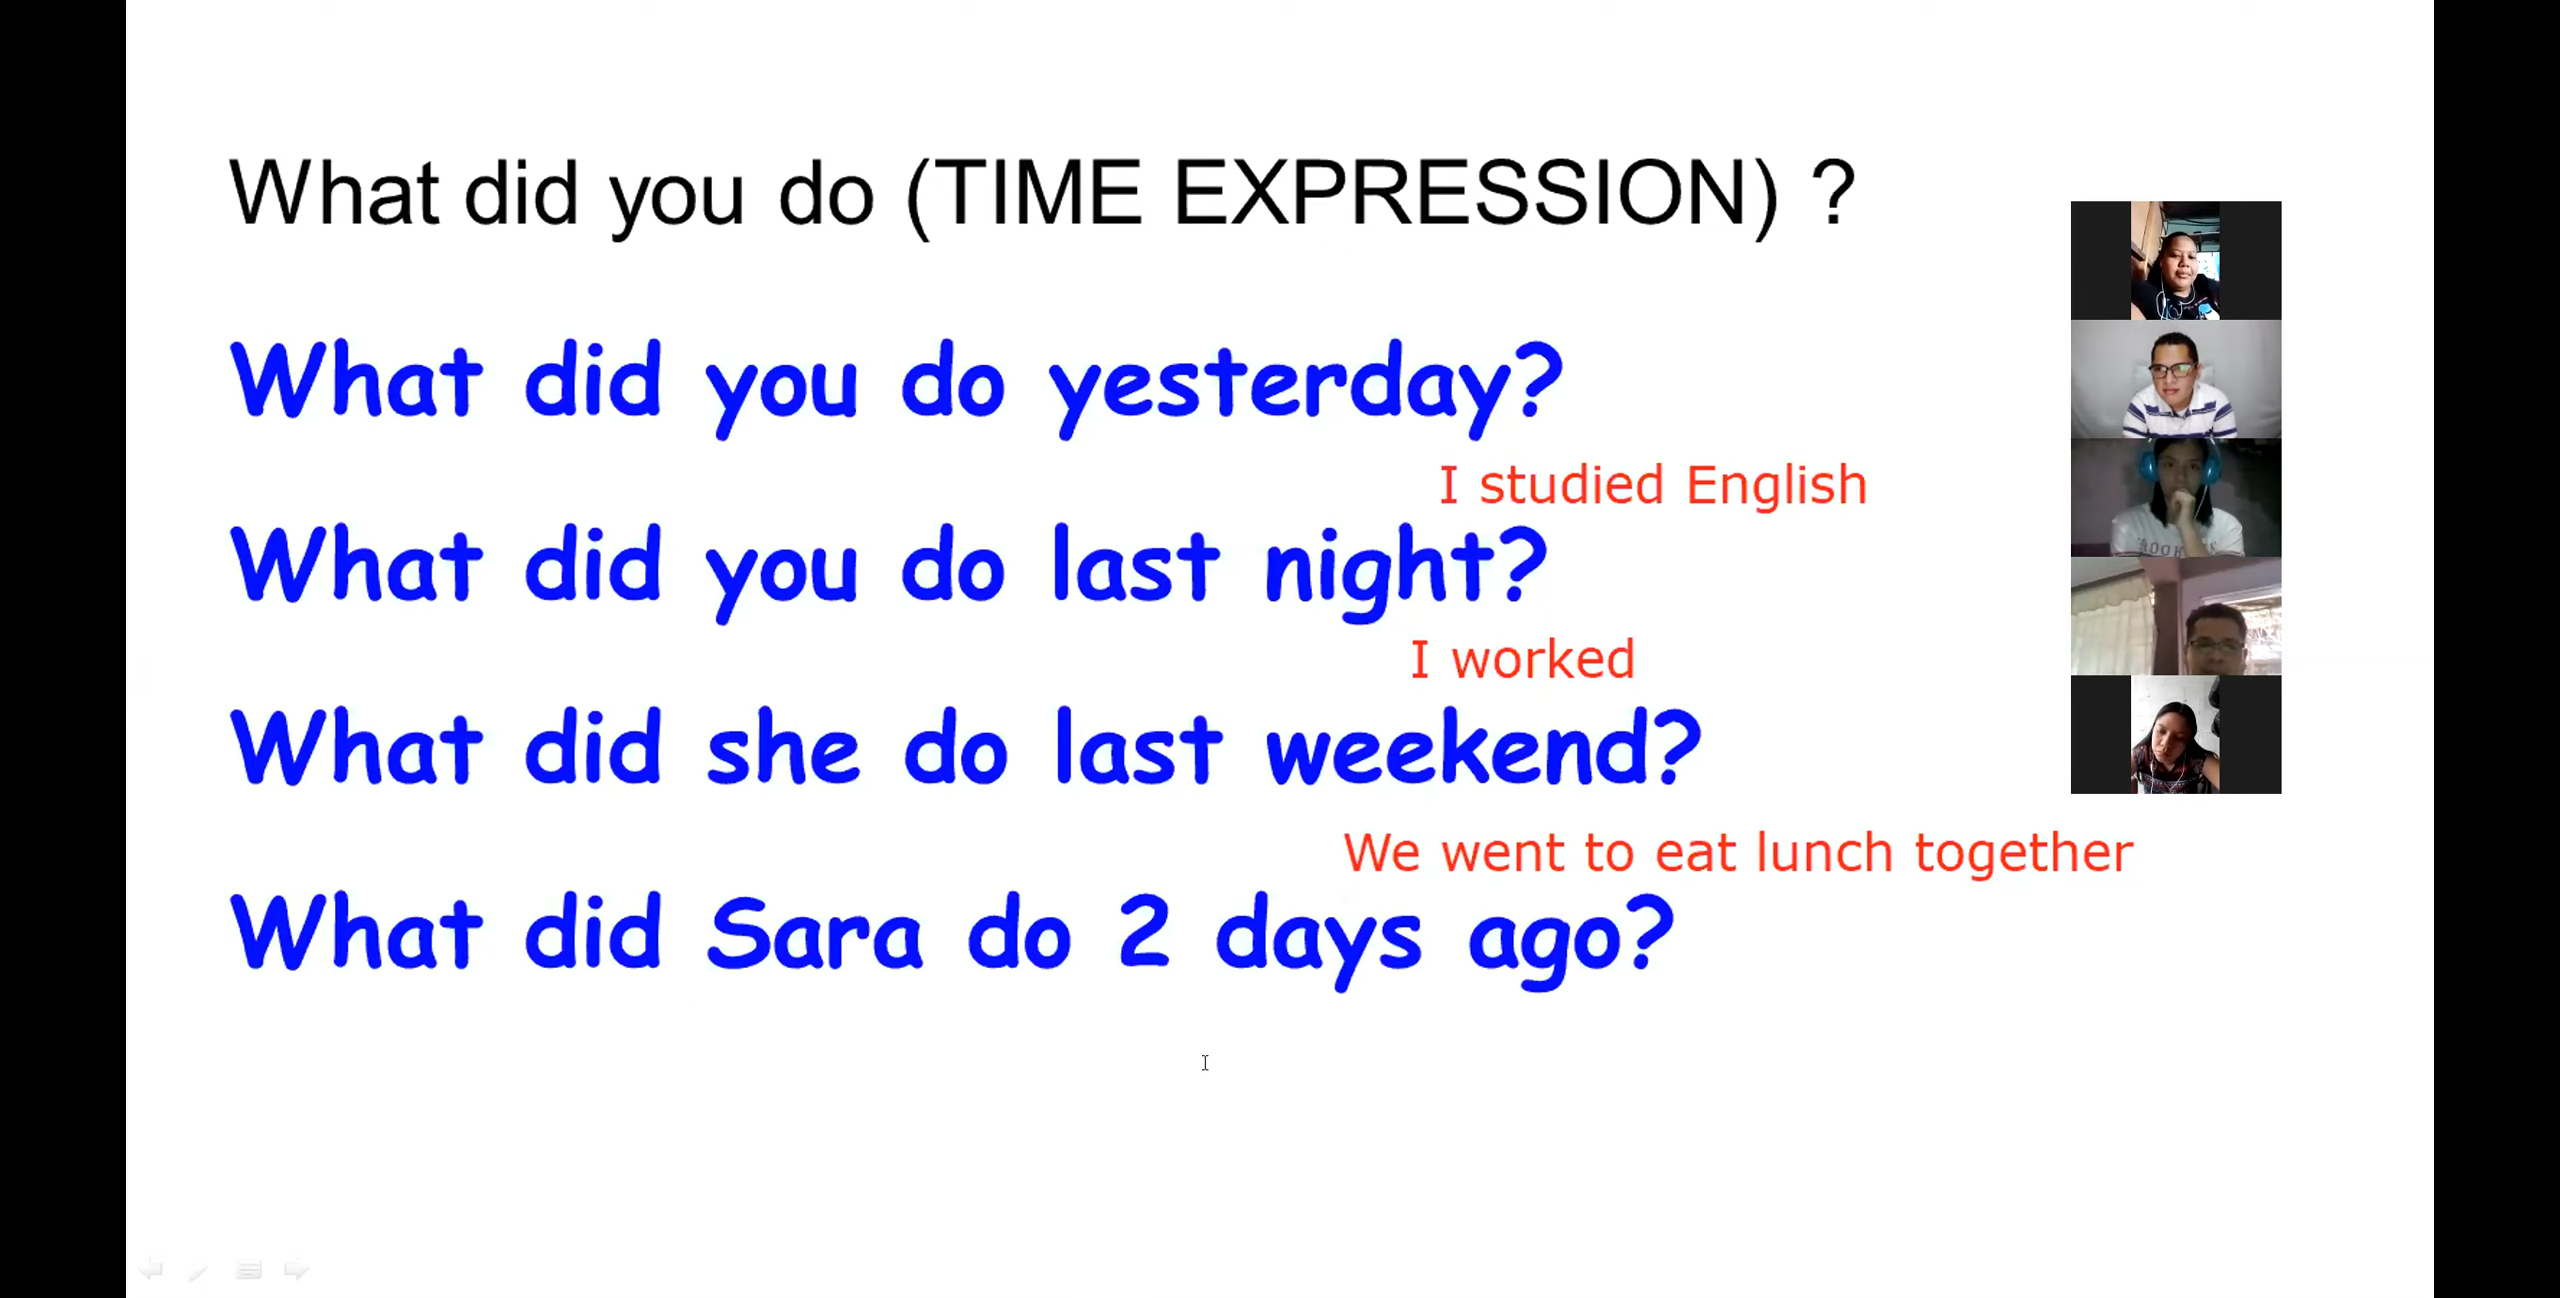 What did you do (TIME EXPRESSION) ?
What did you do yesterday?
I studied English
What did you do last night?
I worked
What did she do last weekend?
We went to eat lunch together
What did Sara do 2 days ago?